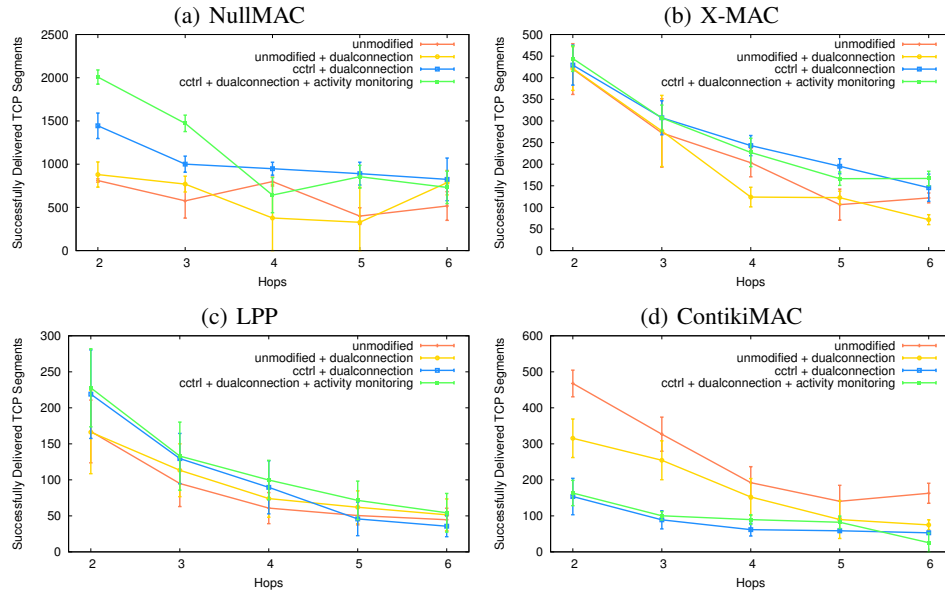 (a) NullMAC
Successfully Delivered TCP Segments
2500
2000
1500
1000
500
0
unmodified
unmodified + dualconnection
cctrl + dualconnection
cctrl + dualconnection + activity monitoring
2 3 4 5 6
Hops
(b) X-MAC
Successfully Delivered TCP Segments
500
450
400
350
300
250
200
150
100
50
0
unmodified
unmodified + dualconnection
cctrl + dualconnection
cctrl + dualconnection + activity monitoring
2 3 4 5 6
Hops
(c) LPP
Successfully Delivered TCP Segments
300
250
200
150
100
50
0
unmodified
unmodified + dualconnection
cctrl + dualconnection
cctrl + dualconnection + activity monitoring
2 3 4 5 6
Hops
(d) ContikiMAC
Successfully Delivered TCP Segments
600
500
400
300
200
100
0
unmodified
unmodified + dualconnection
cctrl + dualconnection
cctrl + dualconnection + activity monitoring
2 3 4 5 6
Hops